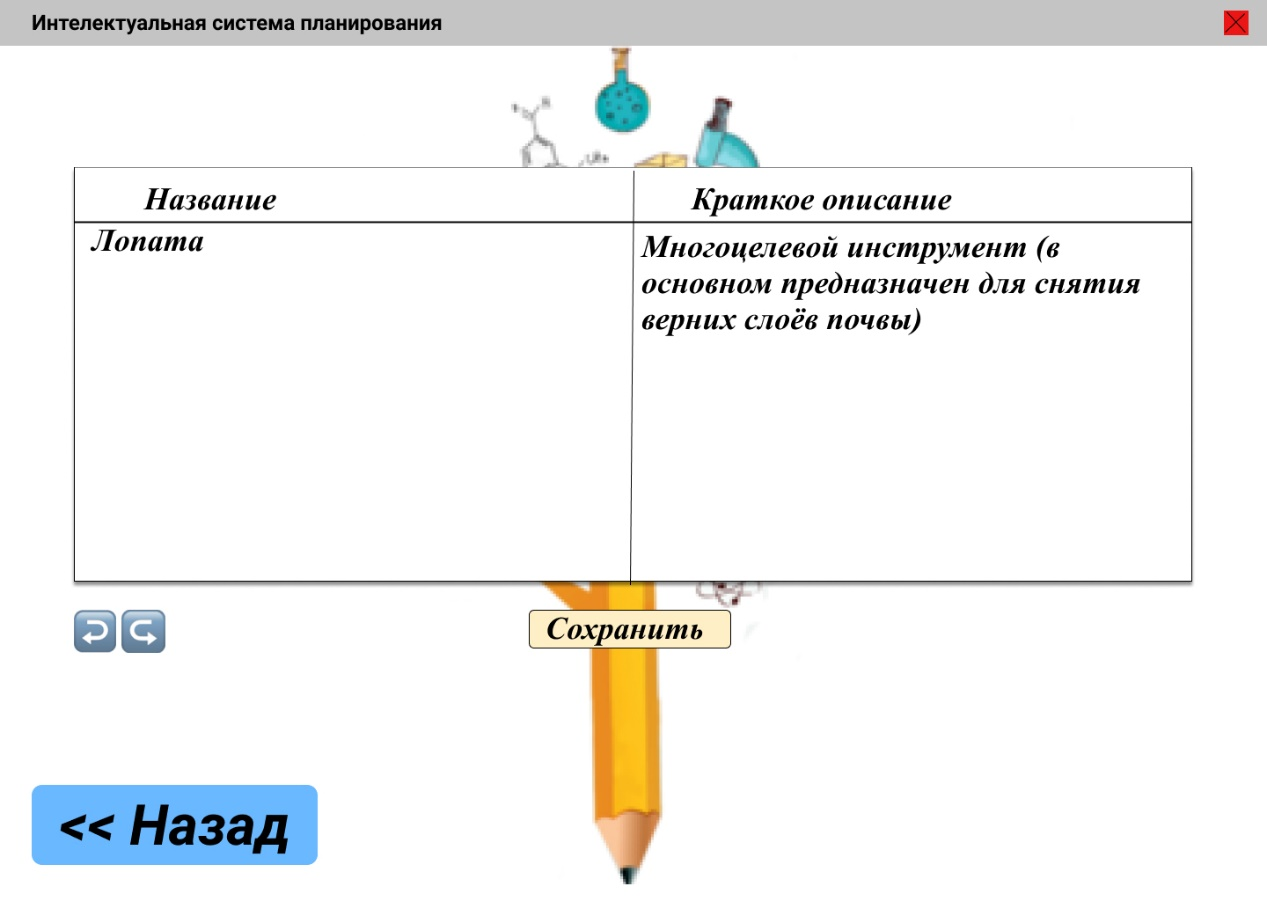 Интелектуальная система планирования
Название
Краткое описание
Лопата
Многоцелевой инструмент (в
основном предназначен для снятия
верних слоёв почвы)
Сохранить
<< Назад